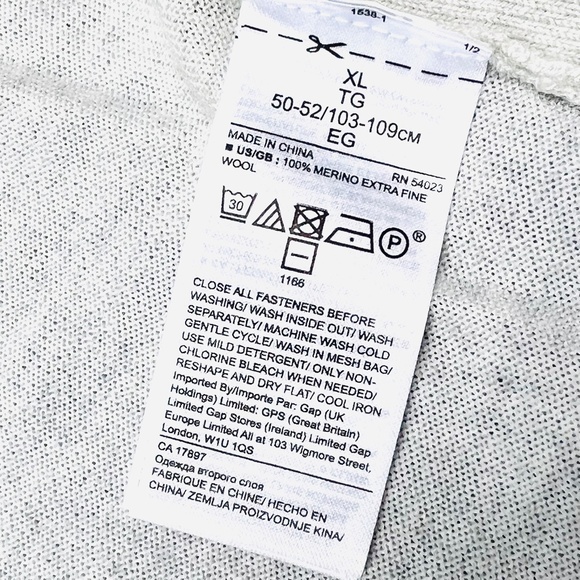 1538-1
1/2
XL
TG
50-52/103-109CM
EG
MADE IN CHINA
RN 54023
■ US/GB : 100% MERINO EXTRA FINE
WOOL
30
P
®
1166
CLOSE ALL FASTENERS BEFORE
WASHING/ WASH INSIDE OUT/ WASH
SEPARATELY/ MACHINE WASH COLD
GENTLE CYCLE/ WASH IN MESH BAG/
USE MILD DETERGENT/ ONLY NON-
CHLORINE BLEACH WHEN NEEDED/
RESHAPE AND DRY FLAT/ COOL IRON
Imported By/Importe Par: Gap (UK
Holdings) Limited; GPS (Great Britain)
Limited Gap Stores (Ireland) Limited Gap
Europe Limited All at 103 Wigmore Street,
London, W1U 1QS
CA 17897
Одежда второго слоя
FABRIQUE EN CHINE/ HECHO EN
CHINA/ ZEMLJA PROIZVODNJE KINA/